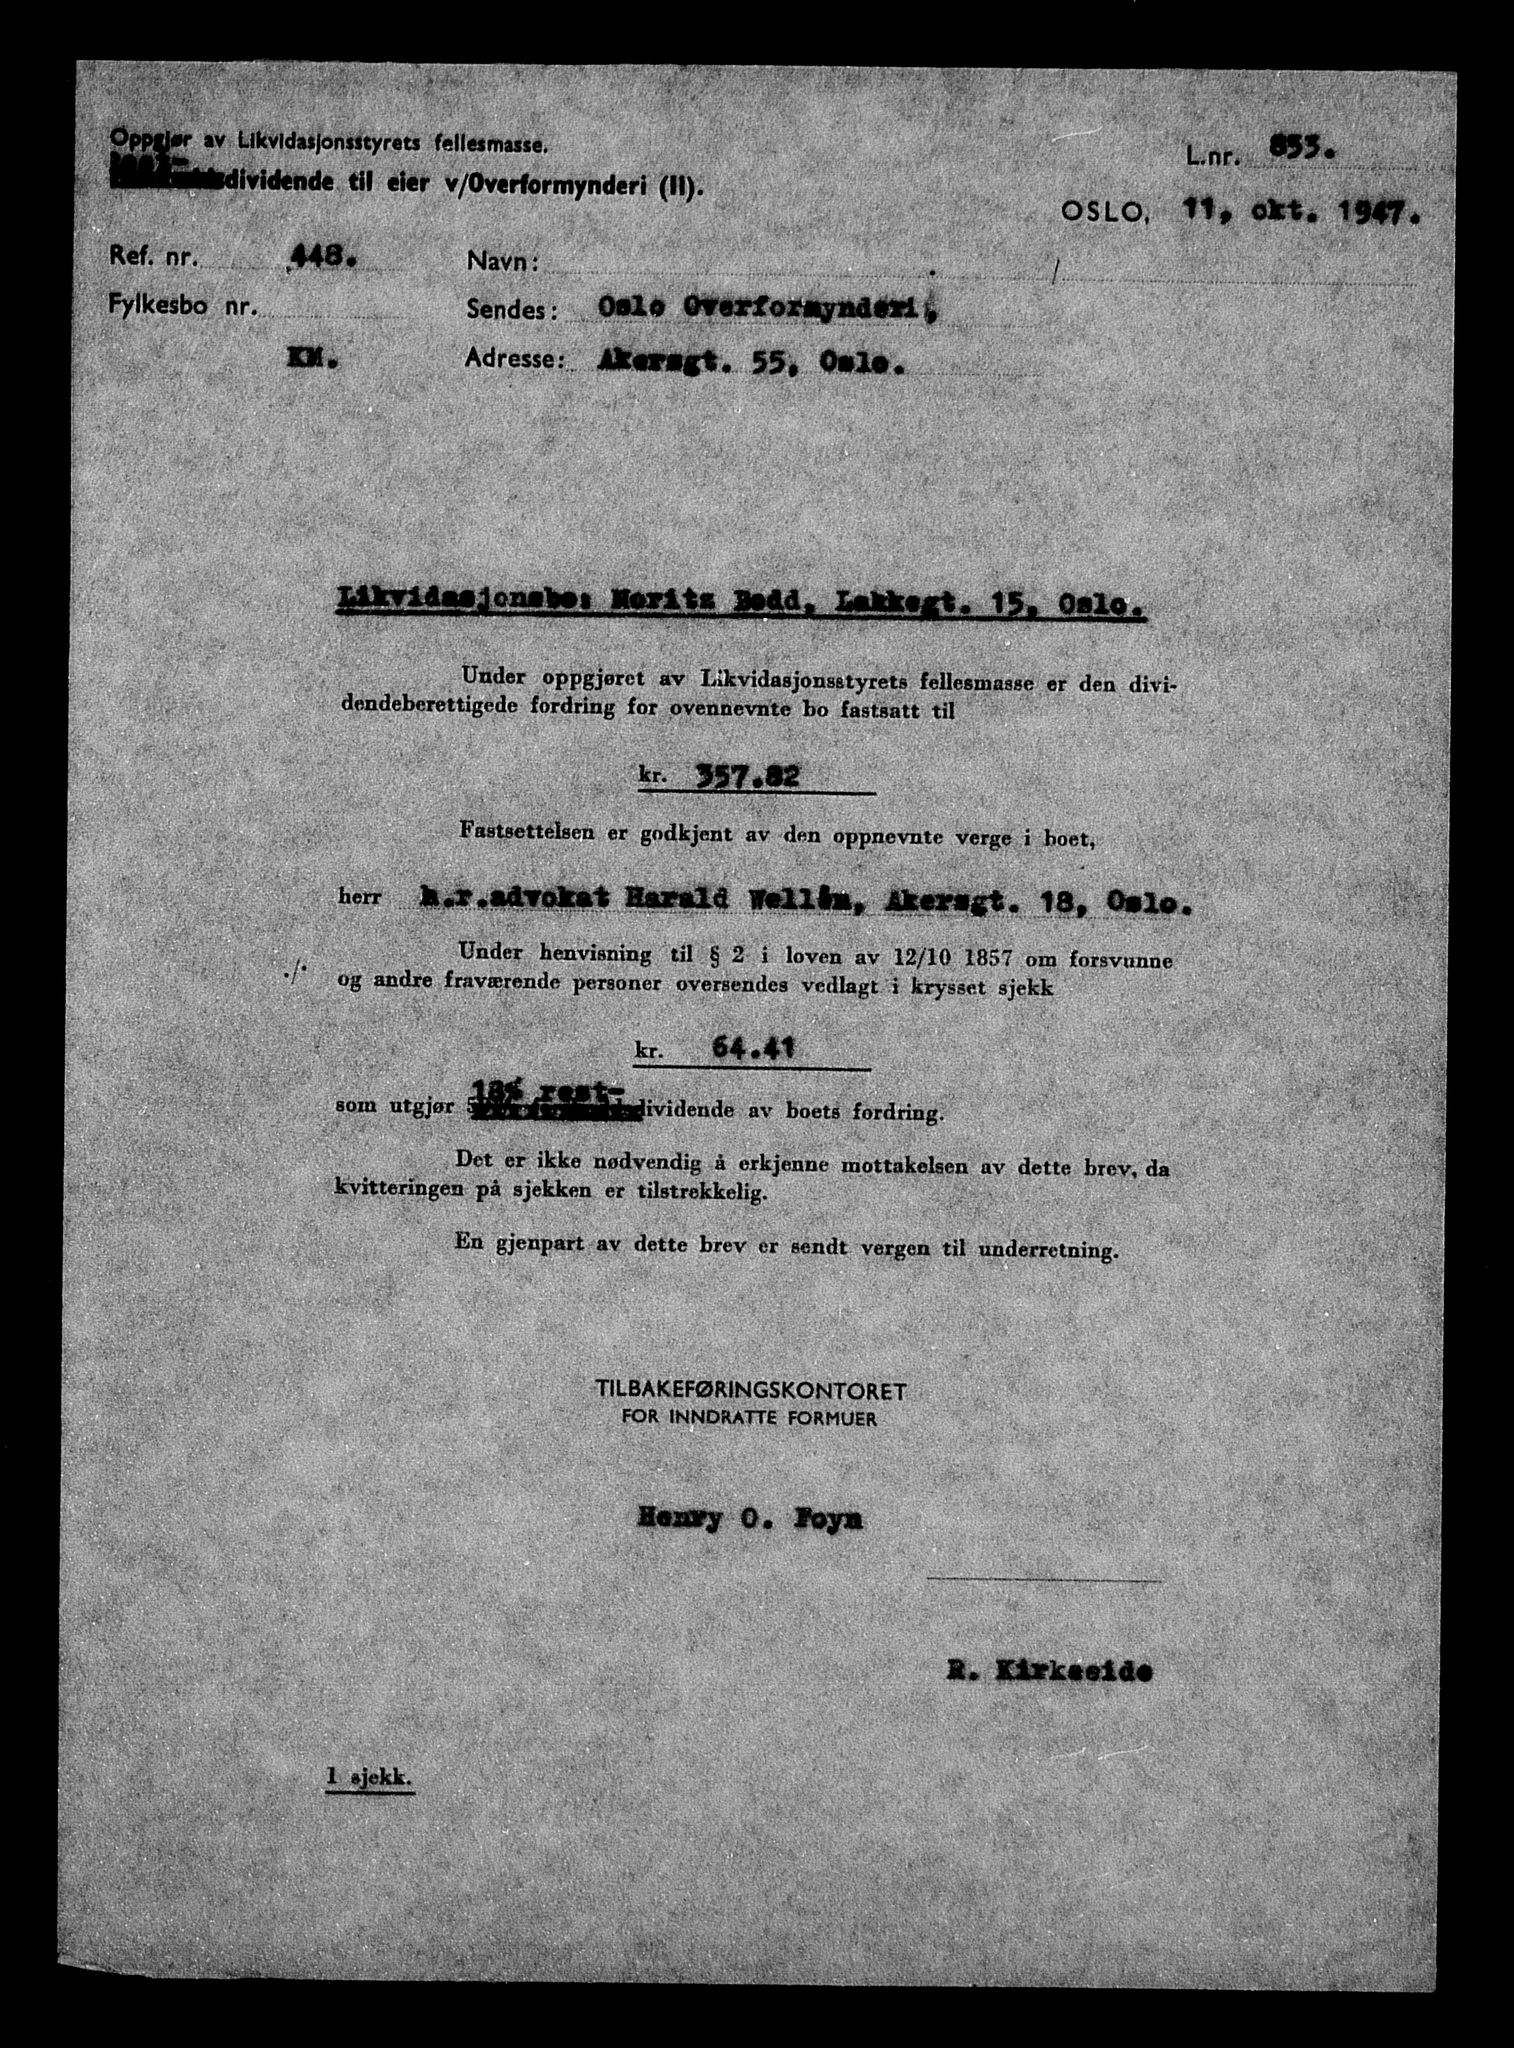 Oppgjør av Likvidasjonsstyrets fellesmasse.
Rest-
dividende til eier v/Overformynderi (II).
L.nr. 853.
OSLO, 11. okt. 1947.
Ref. nr. 448.
Navn:
Fylkesbo nr.
Sendes: Oslo Overformynderi,
KM.
Adresse: Akersgt. 55, Oslo.
Likvidasjonsbo: Moritz Bodd, Lakkegt. 15, Oslo.
Under oppgjøret av Likvidasjonsstyrets fellesmasse er den divi-
dendeberettigede fordring for ovennevnte bo fastsatt til
kr. 357.82
Fastsettelsen er godkjent av den oppnevnte verge i boet,
herr h.r.advokat Harald Wellén, Akersgt. 18, Oslo.
Under henvisning til § 2 i loven av 12/10 1857 om forsvunne
./. og andre fraværende personer oversendes vedlagt i krysset sjekk
kr. 64.41
18% rest-
som utgjør dividende av boets fordring.
Det er ikke nødvendig å erkjenne mottakelsen av dette brev, da
kvitteringen på sjekken er tilstrekkelig.
En gjenpart av dette brev er sendt vergen til underretning.
TILBAKEFØRINGSKONTORET
FOR INNDRATTE FORMUER
Henry O. Foyn
R. Kirkeeide
1 sjekk.